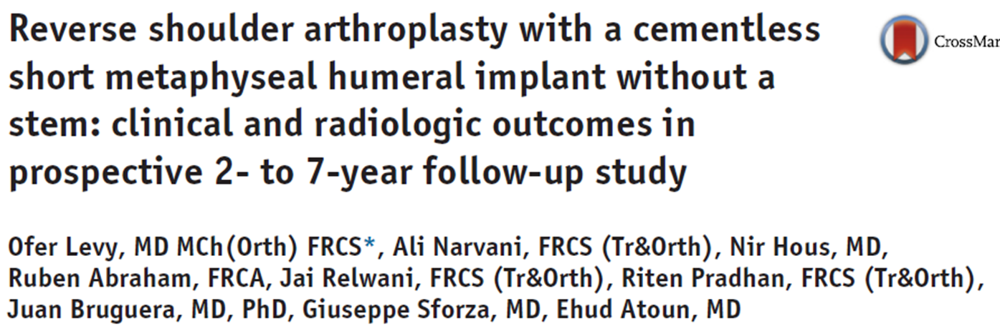 Reverse shoulder arthroplasty with a cementless
short metaphyseal humeral implant without a
stem: clinical and radiologic outcomes in
prospective 2- to 7-year follow-up study
CrossMar
Ofer Levy, MD MCh(Orth) FRCS*, Ali Narvani, FRCS (Tr&Orth), Nir Hous, MD,
Ruben Abraham, FRCA, Jai Relwani, FRCS (Tr&Orth), Riten Pradhan, FRCS (Tr&Orth),
Juan Bruguera, MD, PhD, Giuseppe Sforza, MD, Ehud Atoun, MD